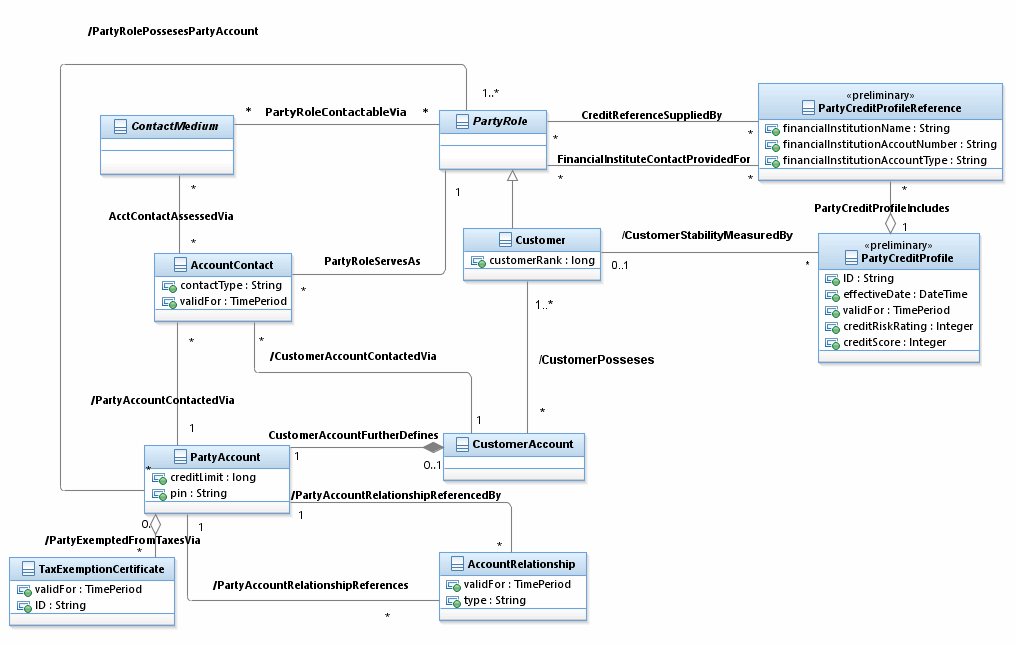 /PartyRolePossesesPartyAccount
1..*
«preliminary»
PartyCreditProfileReference
financialInstitutionName : String
financialInstitutionAccoutNumber : String
financialInstitutionAccountType : String
* PartyRoleContactableVia *
ContactMedium
PartyRole
CreditReferenceSuppliedBy
* *
FinancialInstituteContactProvidedFor
* *
*
1
*
AcctContactAssessedVia
*
PartyCreditProfileIncludes
1
Customer
customerRank : long
/CustomerStabilityMeasuredBy
0..1 *
«preliminary»
PartyCreditProfile
ID : String
effectiveDate : DateTime
validFor : TimePeriod
creditRiskRating : Integer
creditScore : Integer
AccountContact
contactType : String
validFor : TimePeriod
PartyRoleServesAs
*
1..*
* *
/CustomerAccountContactedVia
/CustomerPosseses
/PartyAccountContactedVia
*
1
1
CustomerAccountFurtherDefines
CustomerAccount
1
0..1
PartyAccount
*
creditLimit : long
pin : String
/PartyAccountRelationshipReferencedBy
1
0..
1
/PartyExemptedFromTaxesVia
*
*
TaxExemptionCertificate
validFor : TimePeriod
ID : String
AccountRelationship
validFor : TimePeriod
type : String
/PartyAccountRelationshipReferences
*